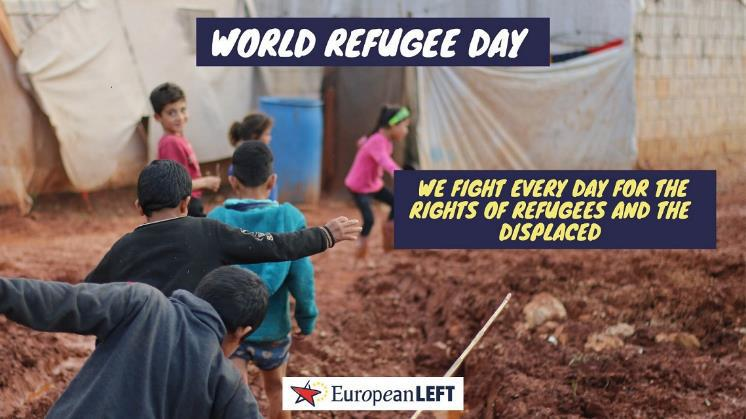 WORLD REFUGEE DAY
WE FIGHT EVERY DAY FOR THE
RIGHTS OF REFUGEES AND THE
DISPLACED
EuropeanLEFT